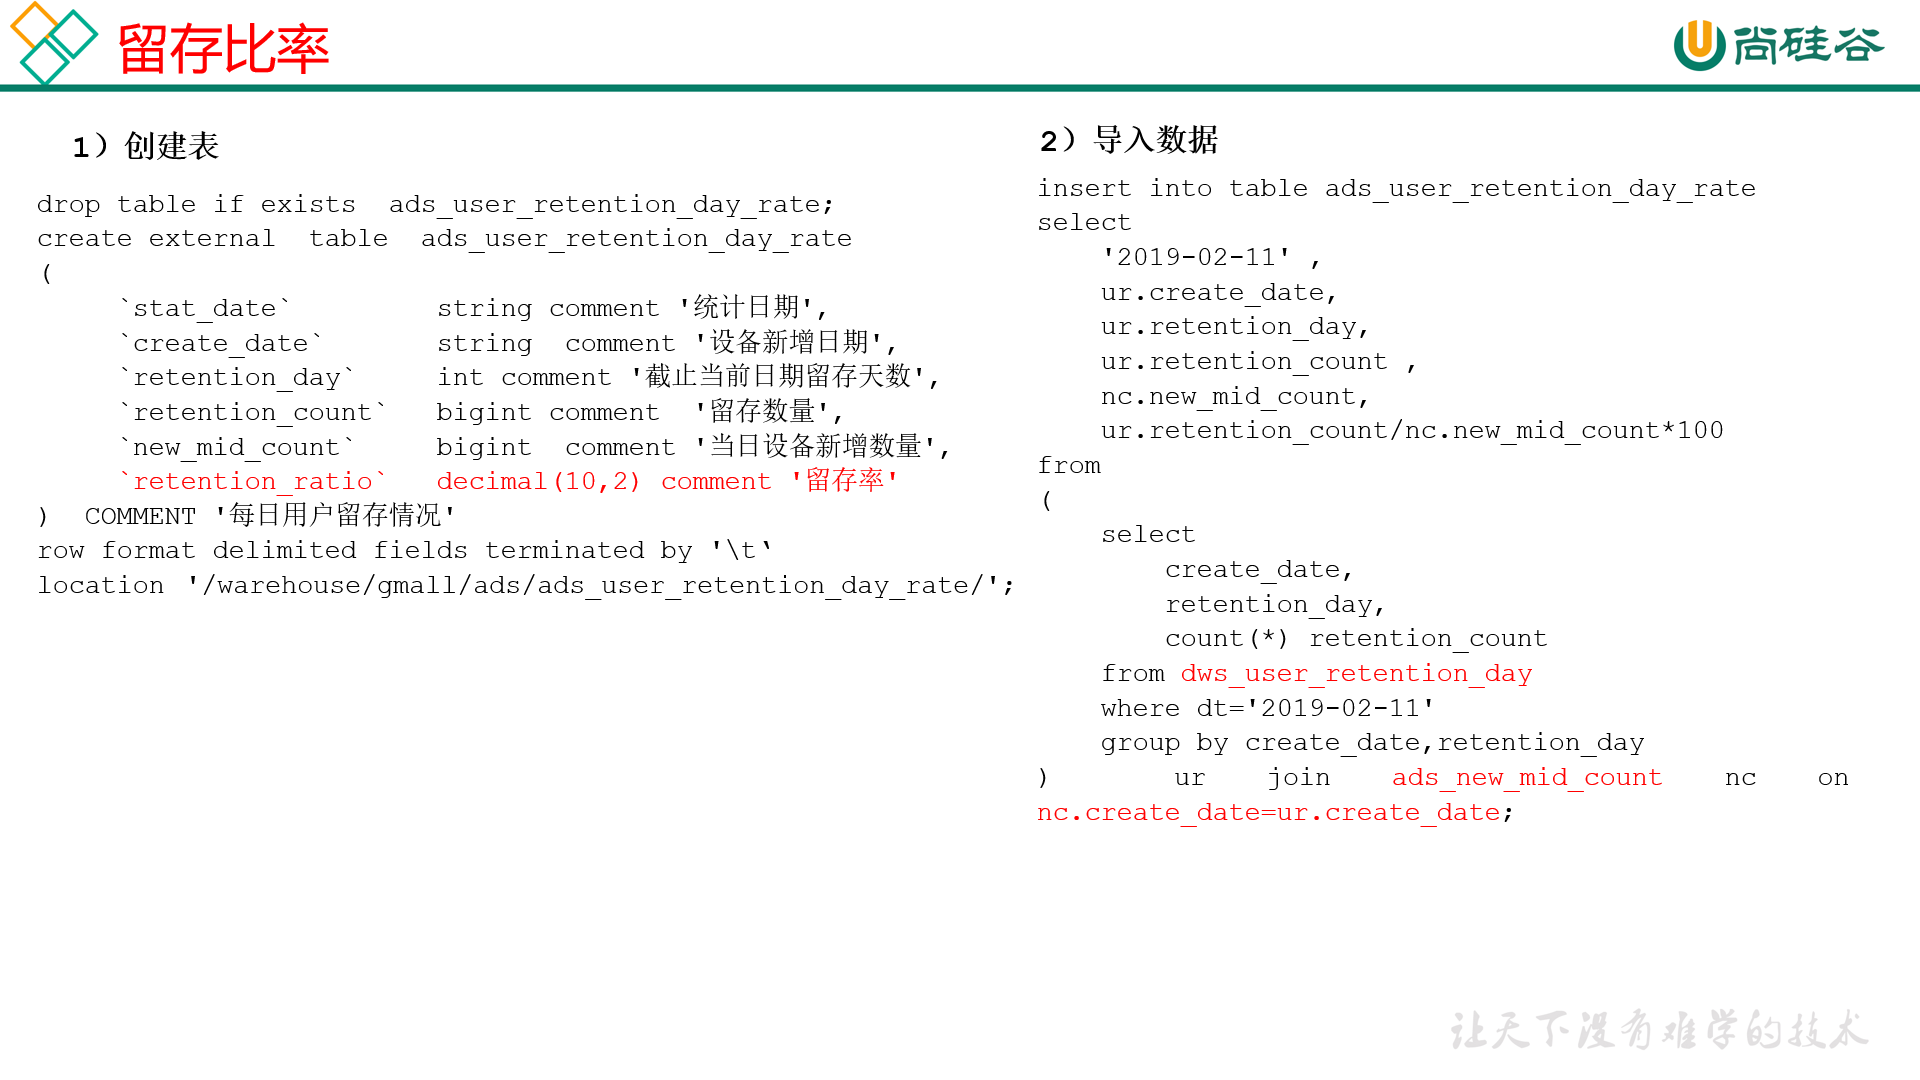 留存比率
尚硅谷
1）创建表
drop table if exists  ads_user_retention_day_rate;
create external  table  ads_user_retention_day_rate
(
     `stat_date`         string comment '统计日期',
     `create_date`       string  comment '设备新增日期',
     `retention_day`     int comment '截止当前日期留存天数',
     `retention_count`   bigint comment  '留存数量',
     `new_mid_count`     bigint  comment '当日设备新增数量',
     `retention_ratio`   decimal(10,2) comment '留存率'
)  COMMENT '每日用户留存情况'
row format delimited fields terminated by '\t‘
location '/warehouse/gmall/ads/ads_user_retention_day_rate/';
2）导入数据
insert into table ads_user_retention_day_rate
select
    '2019-02-11' ,
    ur.create_date,
    ur.retention_day,
    ur.retention_count ,
    nc.new_mid_count,
    ur.retention_count/nc.new_mid_count*100
from
(
    select
        create_date,
        retention_day,
        count(*) retention_count
    from dws_user_retention_day
    where dt='2019-02-11'
    group by create_date,retention_day
) ur join ads_new_mid_count nc on
nc.create_date=ur.create_date;
让天下没有难学的技术